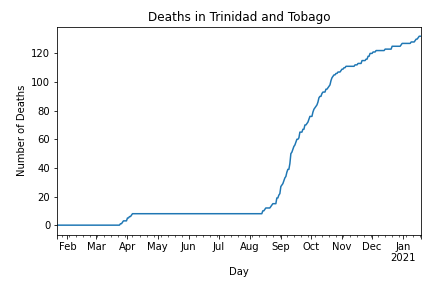 Deaths in Trinidad and Tobago
Number of Deaths
120
100
80
60
40
20
0
Feb Mar Apr May Jun Jul Aug Sep Oct Nov Dec Jan
2021
Day